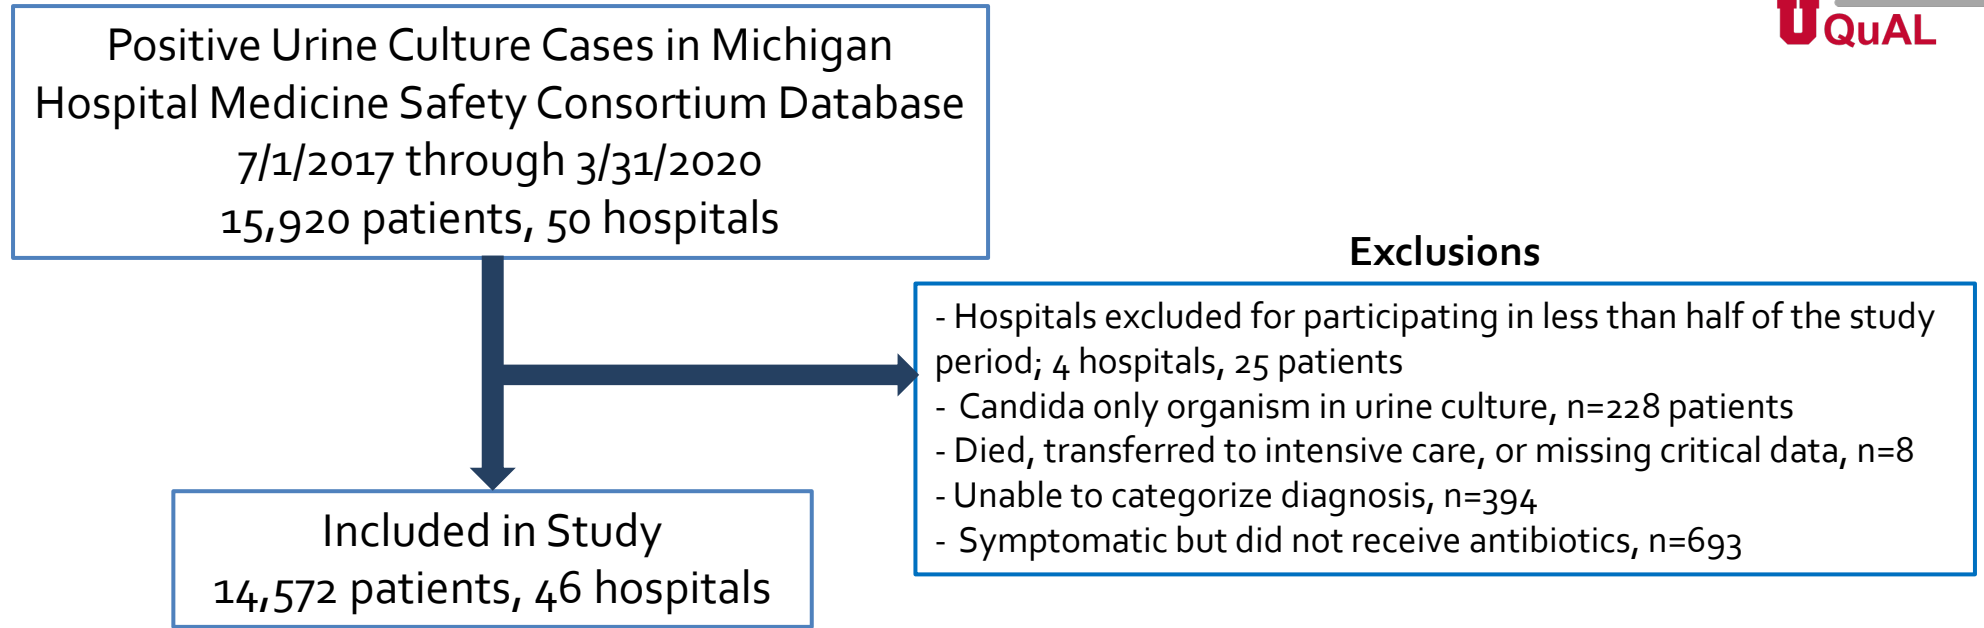 Positive Urine Culture Cases in Michigan
Hospital Medicine Safety Consortium Database
7/1/2017 through 3/31/2020
15,920 patients, 50 hospitals
U QuAL
Exclusions
- Hospitals excluded for participating in less than half of the study
period; 4 hospitals, 25 patients
- Candida only organism in urine culture, n=228 patients
- Died, transferred to intensive care, or missing critical data, n=8
- Unable to categorize diagnosis, n=394
- Symptomatic but did not receive antibiotics, n=693
Included in Study
14,572 patients, 46 hospitals